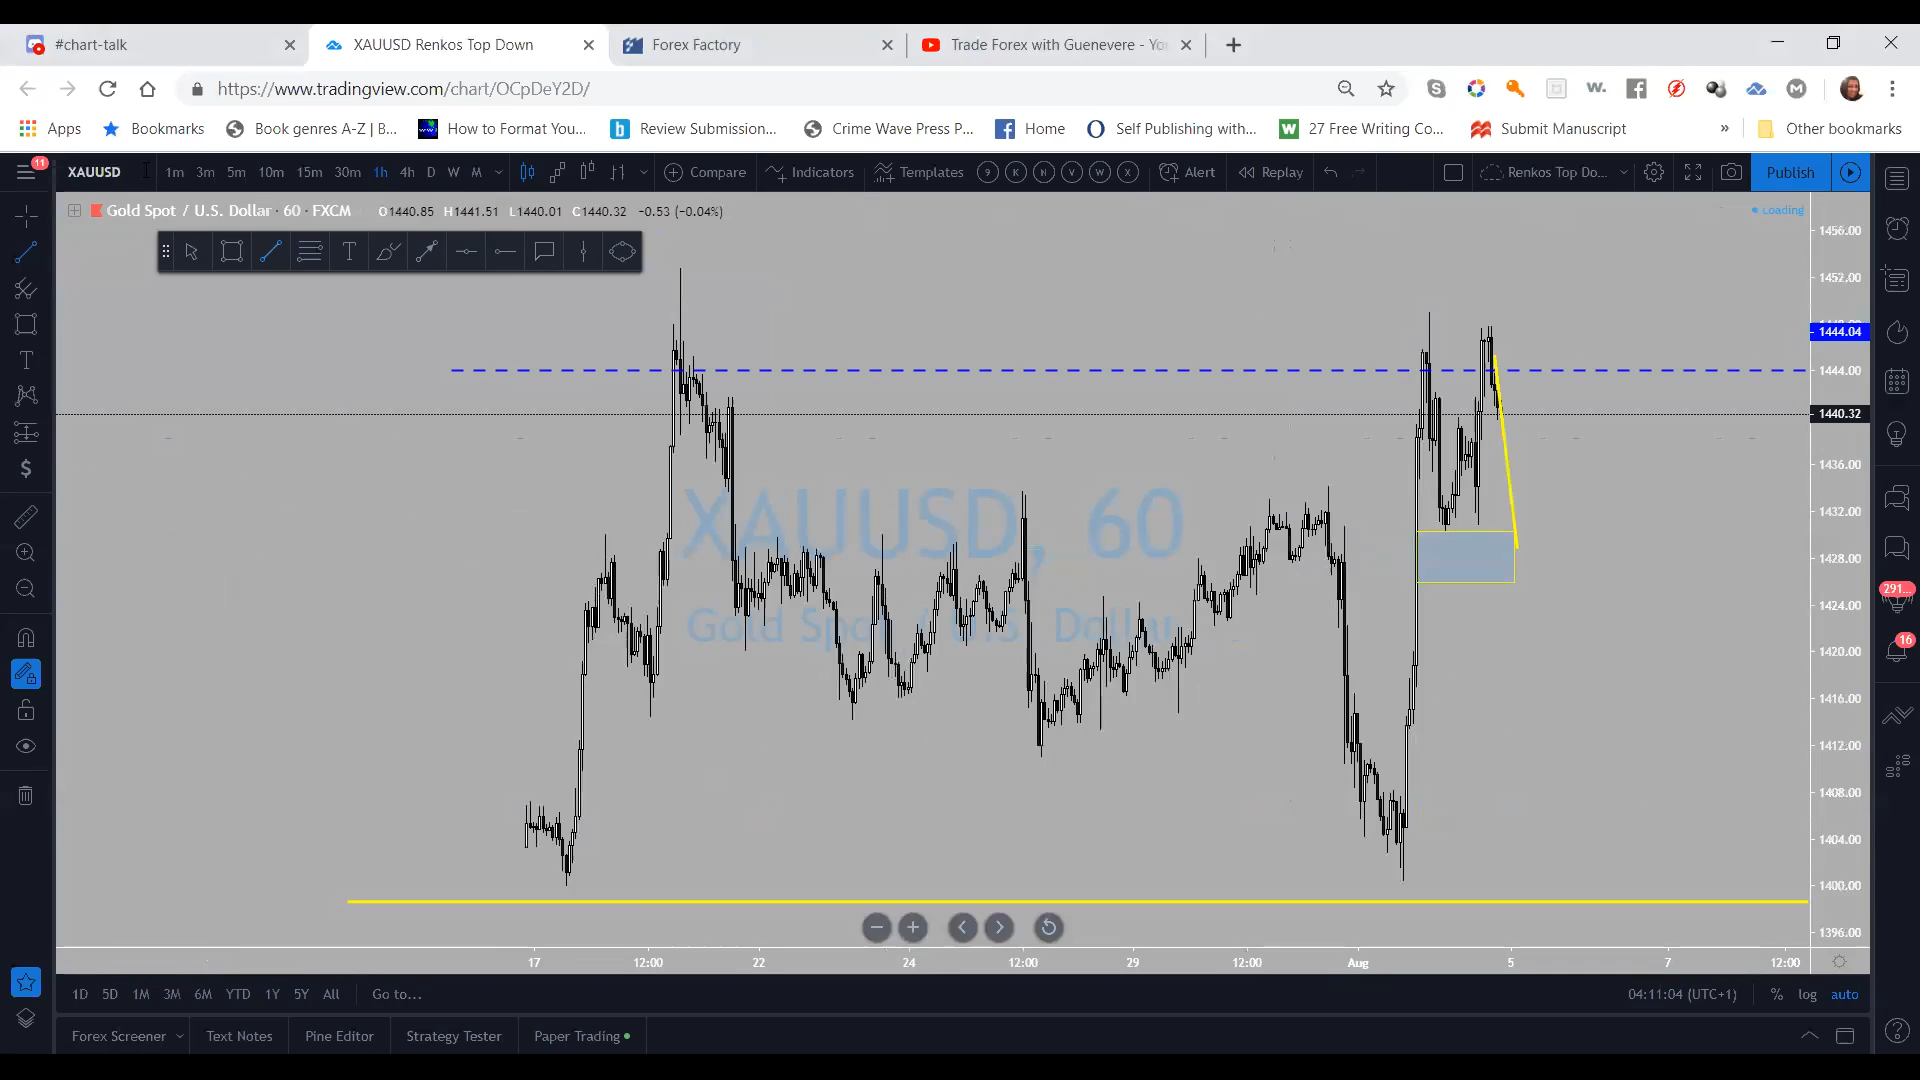 #chart-talk
XAUUSD Renkos Top Down
Forex Factory
Trade Forex with Guenevere - Yo
https://www.tradingview.com/chart/OCpDeY2D/
Apps
Bookmarks
Book genres A-Z | B...
How to Format You...
Review Submission...
Crime Wave Press P...
Home
Self Publishing with...
27 Free Writing Co...
Submit Manuscript
»
Other bookmarks
11
XAUUSD
1m 3m 5m 10m 15m 30m 1h 4h D W M
Compare
Indicators
Templates
9 K N V W X
Alert
Replay
Renkos Top Do...
Publish
Gold Spot / U.S. Dollar · 60 · FXCM
O1440.85 H1441.51 L1440.01 C1440.32 -0.53 (-0.04%)
Loading
1456.00
1452.00
1444.04
1444.00
1440.32
1436.00
1432.00
1428.00
1424.00
1420.00
1416.00
1412.00
1408.00
1404.00
1400.00
1396.00
XAUUSD, 60
Gold Spot / U.S. Dollar
291...
16
17 12:00 22 24 12:00 29 12:00 Aug 5 7 12:00
1D 5D 1M 3M 6M YTD 1Y 5Y All
Go to...
04:11:04 (UTC+1)
% log auto
Forex Screener
Text Notes
Pine Editor
Strategy Tester
Paper Trading